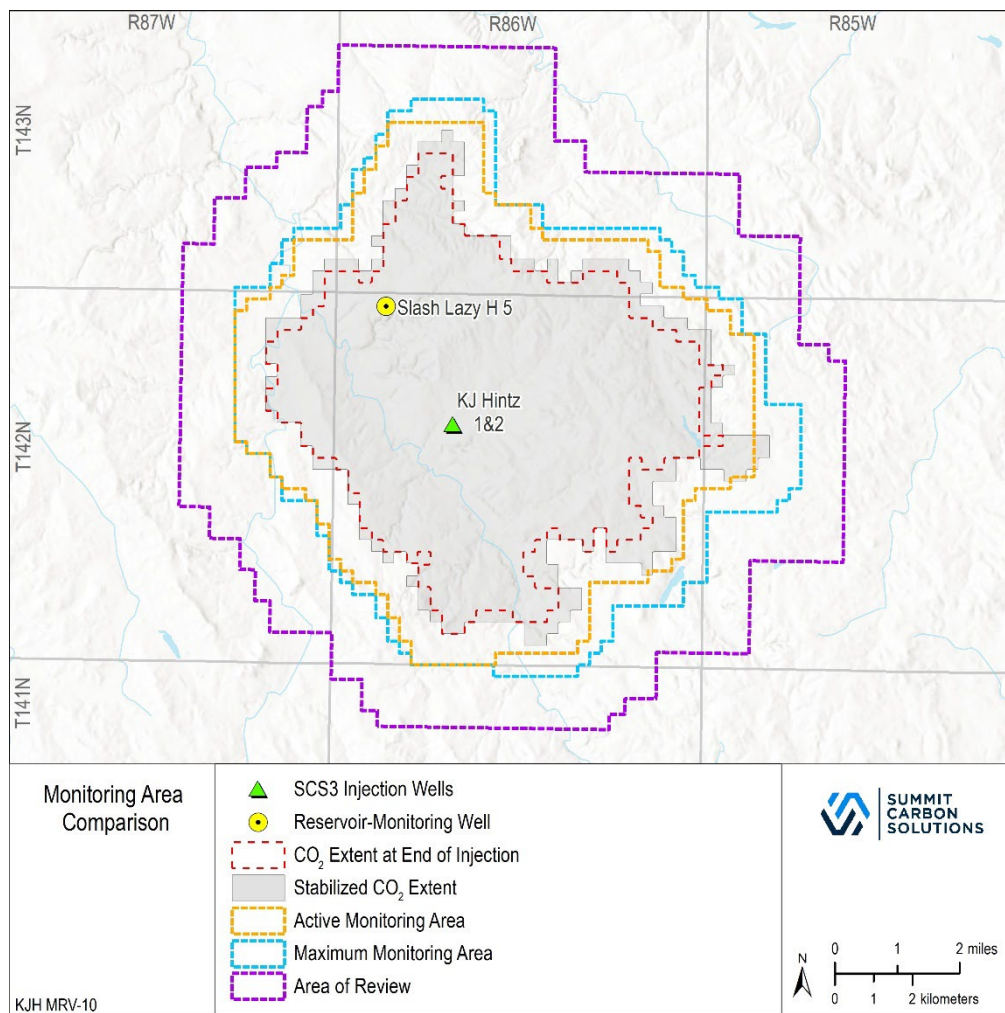 R87W
R86W
R85W
T143N
T142N
T141N
Slash Lazy H 5
KJ Hintz
1&2
Monitoring Area
Comparison
KJH MRV-10
SCS3 Injection Wells
Reservoir-Monitoring Well
CO₂ Extent at End of Injection
Stabilized CO₂ Extent
Active Monitoring Area
Maximum Monitoring Area
Area of Review
SUMMIT
CARBON
SOLUTIONS
N
0 1 2 miles
0 1 2 kilometers